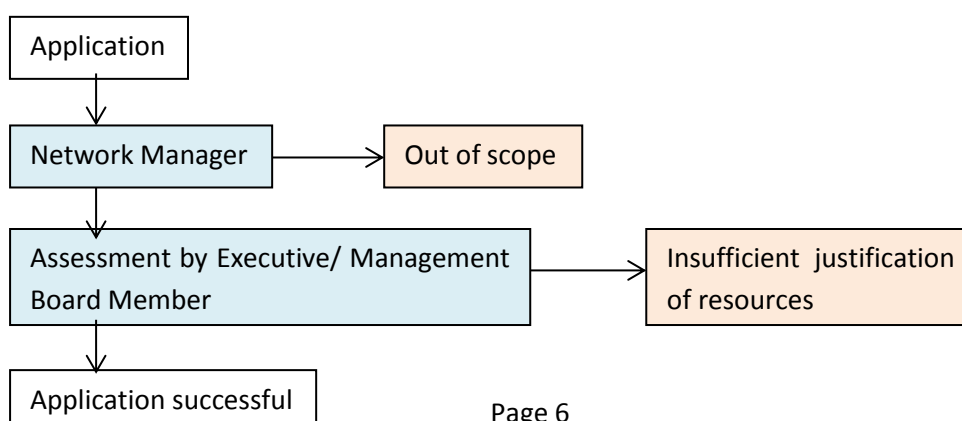 Application
Network Manager
Out of scope
Assessment by Executive/ Management
Board Member
Insufficient justification
of resources
Application successful
Page 6